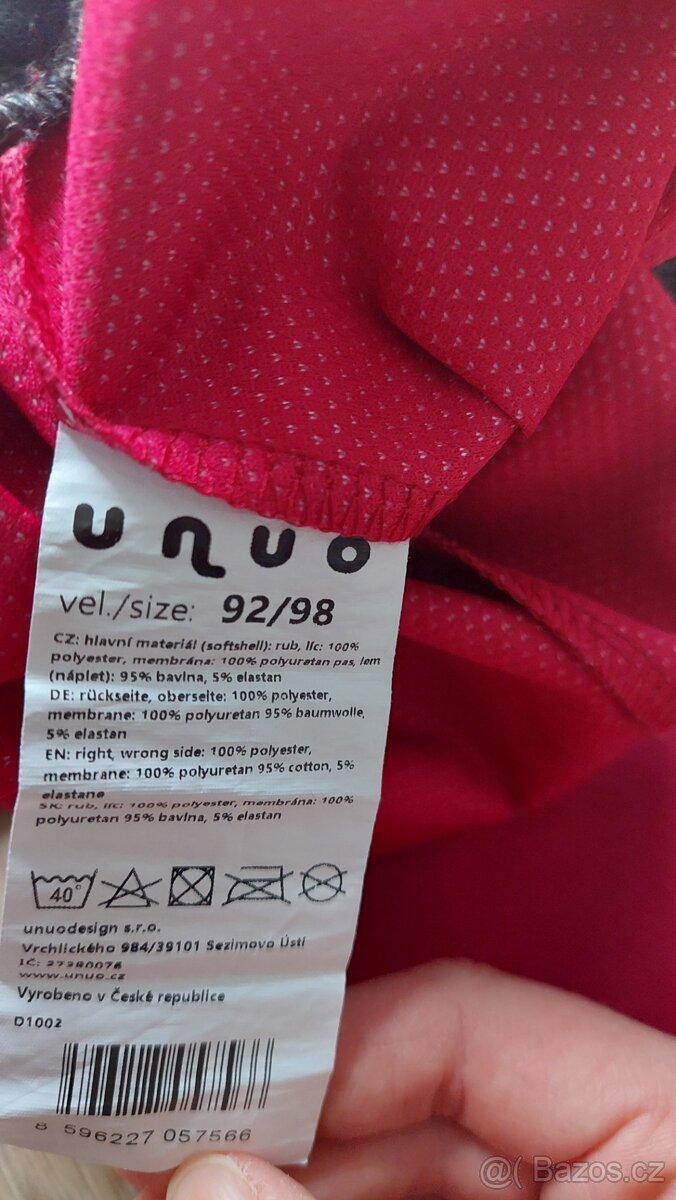 unuo
vel./size: 92/98
CZ: hlavní materiál (softshell): rub, líc: 100%
polyester, membrána: 100% polyuretan pas, lem
(náplet): 95% bavlna, 5% elastan
DE: rückseite, oberseite: 100% polyester,
membrane: 100% polyuretan 95% baumwolle,
5% elastan
EN: right, wrong side: 100% polyester,
membrane: 100% polyuretan 95% cotton, 5%
elastane
SK: rub, líc: 100% polyester, membrána: 100%
polyuretan 95% bavlna, 5% elastan
40°
unuodesign s.r.o.
Vrchlického 984/39101 Sezimovo Ústí
IČ: 27380076
www.unuo.cz
Vyrobeno v České republice
D1002
8 596227 057566
@( Bazos.cz